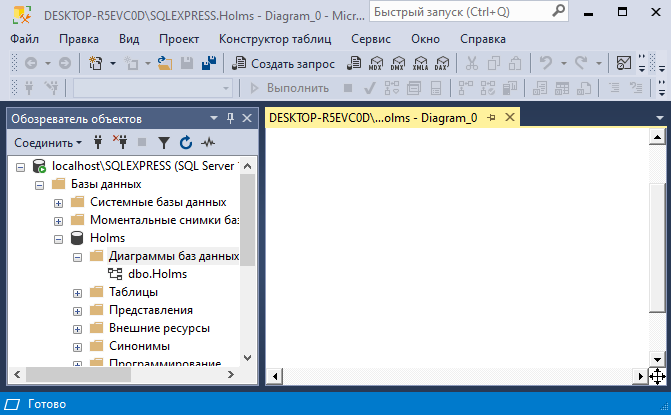 DESKTOP-R5EVC0D\SQLEXPRESS.Holms - Diagram_0 - Micr...
Быстрый запуск (Ctrl+Q)
Файл Правка Вид Проект Конструктор таблиц Сервис Окно Справка
Создать запрос MDX DMX XMLA DAX
Выполнить
Обозреватель объектов
DESKTOP-R5EVC0D\...olms - Diagram_0
Соединить
localhost\SQLEXPRESS (SQL Server
Базы данных
Системные базы данных
Моментальные снимки баз
Holms
Диаграммы баз данных
dbo.Holms
Таблицы
Представления
Внешние ресурсы
Синонимы
Программирование
Готово